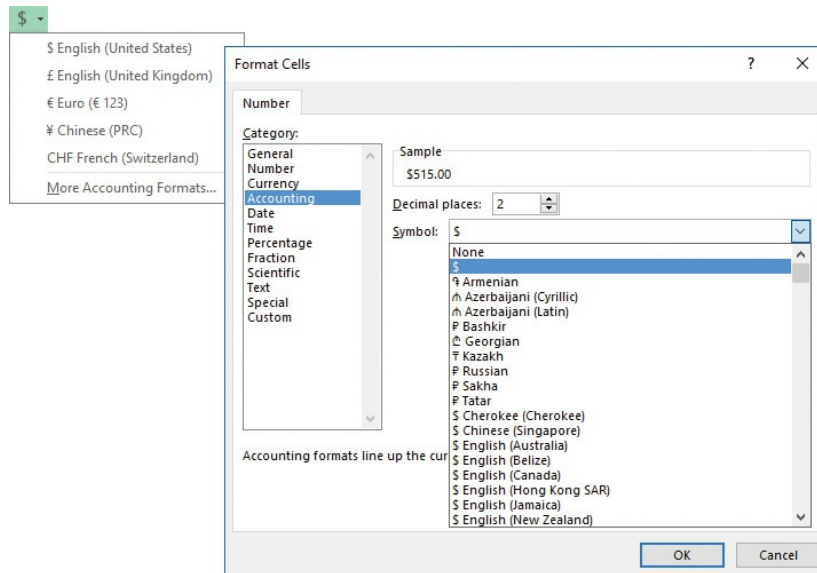 $
$ English (United States)
£ English (United Kingdom)
€ Euro (€ 123)
¥ Chinese (PRC)
CHF French (Switzerland)
More Accounting Formats...
Format Cells
?
Number
Category:
General
Number
Currency
Accounting
Date
Time
Percentage
Fraction
Scientific
Text
Special
Custom
Sample
$515.00
Decimal places: 2
Symbol: $
None
$
֏ Armenian
₼ Azerbaijani (Cyrillic)
₼ Azerbaijani (Latin)
₽ Bashkir
₾ Georgian
₸ Kazakh
₽ Russian
₽ Sakha
₽ Tatar
$ Cherokee (Cherokee)
$ Chinese (Singapore)
$ English (Australia)
$ English (Belize)
$ English (Canada)
$ English (Hong Kong SAR)
$ English (Jamaica)
$ English (New Zealand)
Accounting formats line up the cur
OK
Cancel